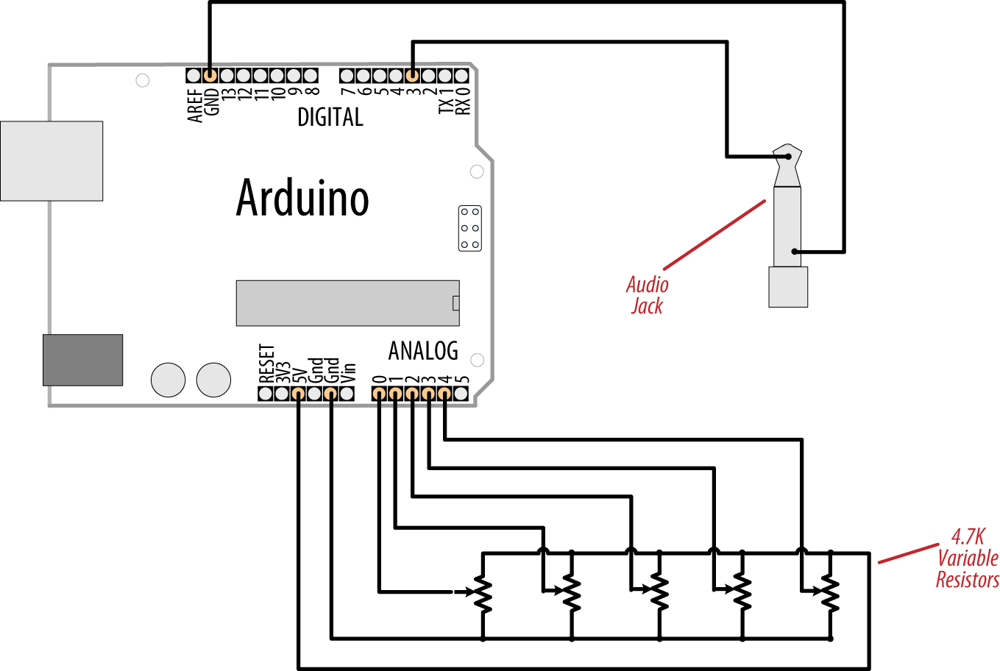 AREF
GND
13
12
11
10
9
8
7
6
5
4
3
2
TX 1
RX 0
DIGITAL
Arduino
Audio
Jack
ANALOG
RESET
3V3
5V
Gnd
Gnd
Vin
0
1
2
3
4
5
4.7K
Variable
Resistors